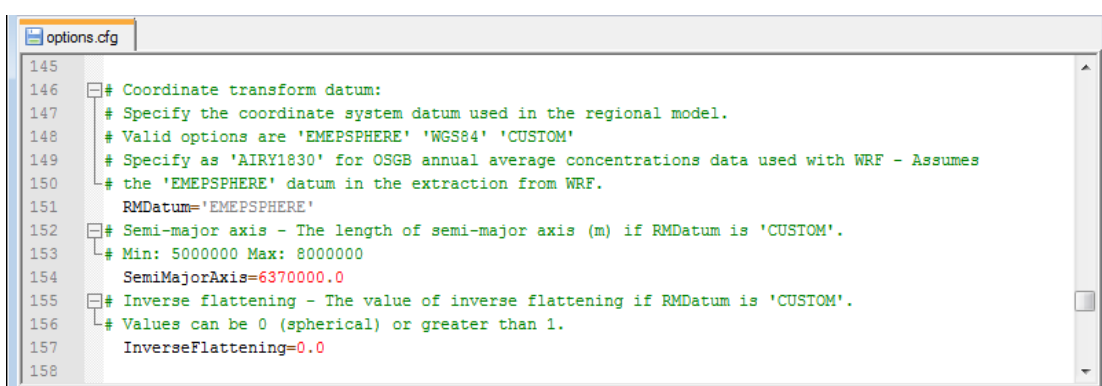 options.cfg
145
146 # Coordinate transform datum:
147 # Specify the coordinate system datum used in the regional model.
148 # Valid options are 'EMEPSPHERE' 'WGS84' 'CUSTOM'
149 # Specify as 'AIRY1830' for OSGB annual average concentrations data used with WRF - Assumes
150 # the 'EMEPSPHERE' datum in the extraction from WRF.
151 RMDatum='EMEPSPHERE'
152 # Semi-major axis - The length of semi-major axis (m) if RMDatum is 'CUSTOM'.
153 # Min: 5000000 Max: 8000000
154 SemiMajorAxis=6370000.0
155 # Inverse flattening - The value of inverse flattening if RMDatum is 'CUSTOM'.
156 # Values can be 0 (spherical) or greater than 1.
157 InverseFlattening=0.0
158